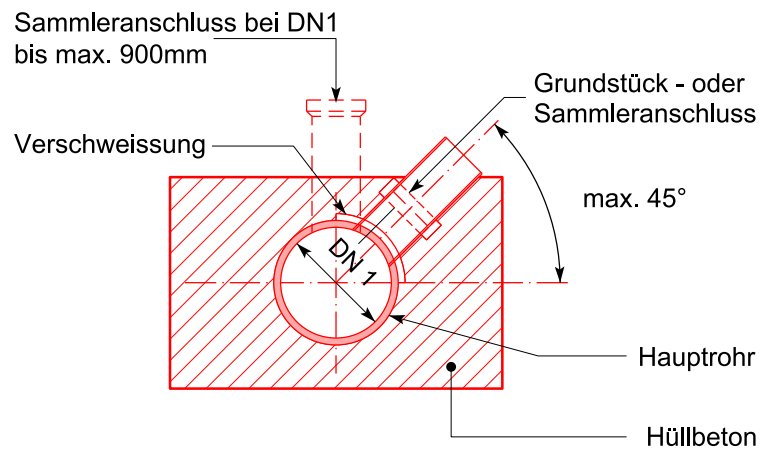 Sammleranschluss bei DN1
bis max. 900mm
Grundstück - oder
Sammleranschluss
Verschweissung
max. 45°
DN 1
Hauptrohr
Hüllbeton